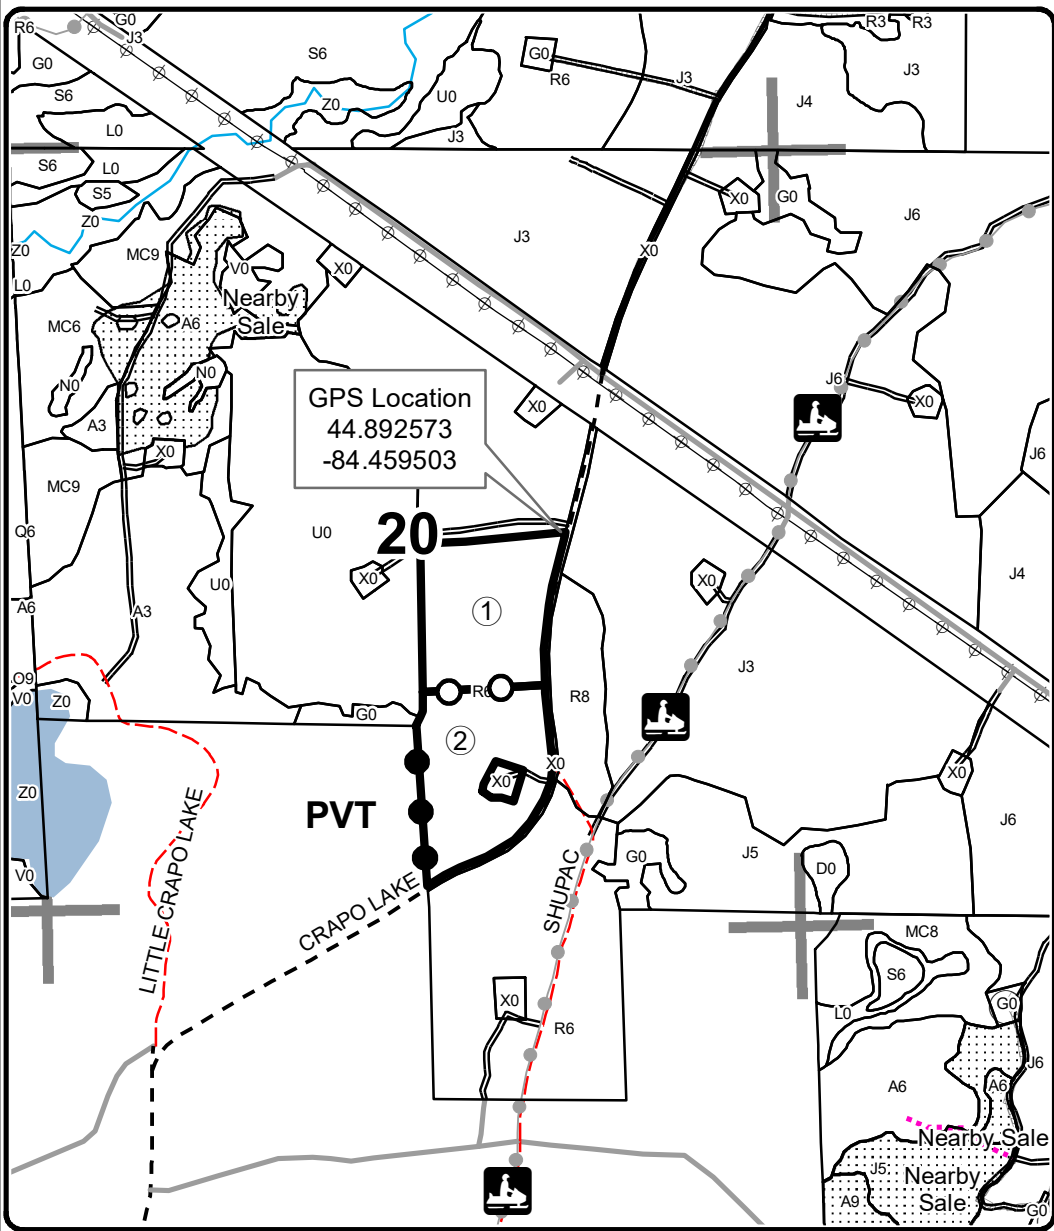 R6
G0
J3
G0
S6
G0
R6
J3
R3
R3
J3
J4
S6
Z0
U0
L0
J3
S6
L0
S5
Z0
Z0
L0
MC9
V0
X0
J3
X0
X0
G0
J6
MC6
A6
Nearby
Sale
N0
N0
A3
X0
MC9
GPS Location
44.892573
-84.459503
X0
J6
X0
J6
Q6
U0
20
X0
X0
J4
A6
U0
A3
1
J3
O9
V0
Z0
G0
R6
R8
2
X0
X0
X0
Z0
PVT
J6
V0
LITTLE CRAPO LAKE
CRAPO LAKE
SHUPAC
G0
J5
D0
MC8
S6
L0
G0
X0
R6
J6
A6
A6
Nearby Sale
J5
Nearby
Sale
A9
G0